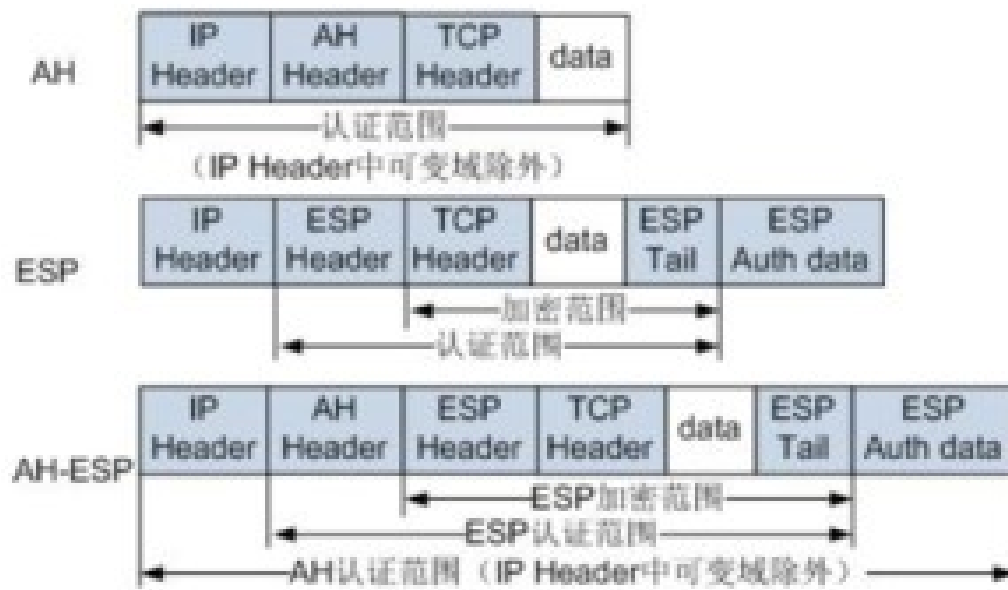 AH
IP Header
AH Header
TCP Header
data
认证范围
（IP Header中可变域除外）
ESP
IP Header
ESP Header
TCP Header
data
ESP Tail
ESP Auth data
加密范围
认证范围
AH-ESP
IP Header
AH Header
ESP Header
TCP Header
data
ESP Tail
ESP Auth data
ESP加密范围
ESP认证范围
AH认证范围（IP Header中可变域除外）